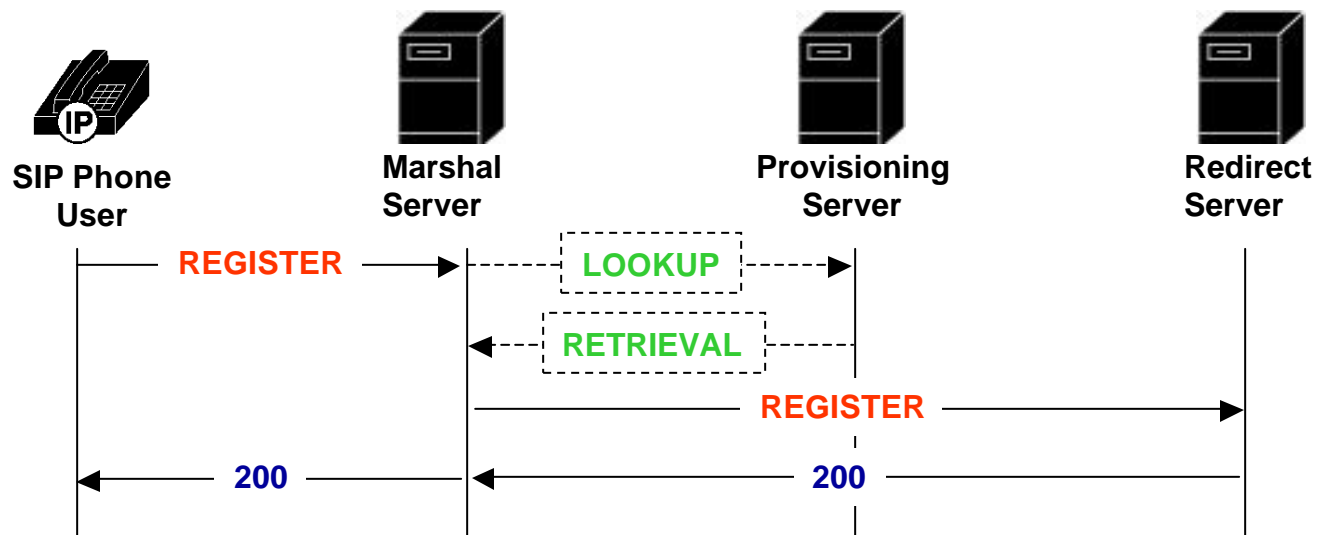 IP
SIP Phone
User
Marshal
Server
Provisioning
Server
Redirect
Server
REGISTER
LOOKUP
RETRIEVAL
REGISTER
200
200